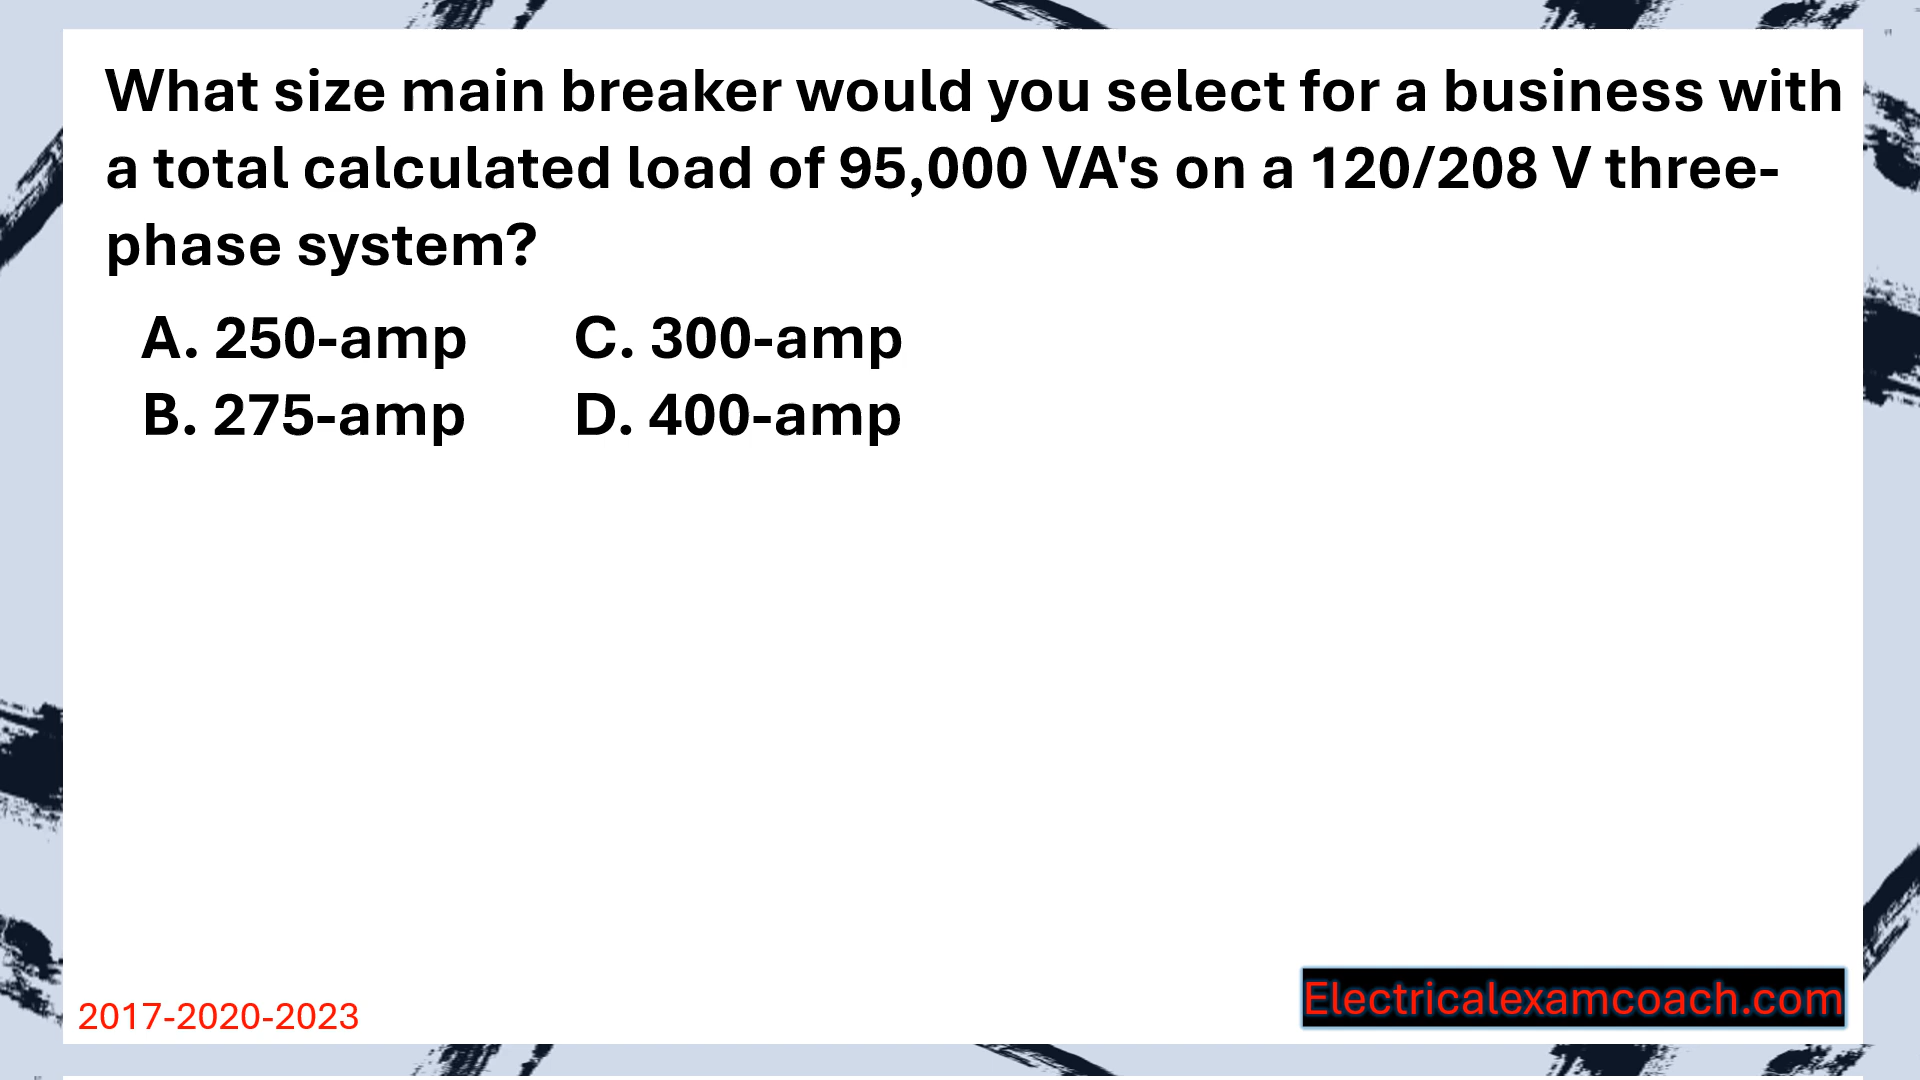 What size main breaker would you select for a business with
a total calculated load of 95,000 VA's on a 120/208 V three-
phase system?
A. 250-amp C. 300-amp
B. 275-amp D. 400-amp
2017-2020-2023
Electricalexamcoach.com